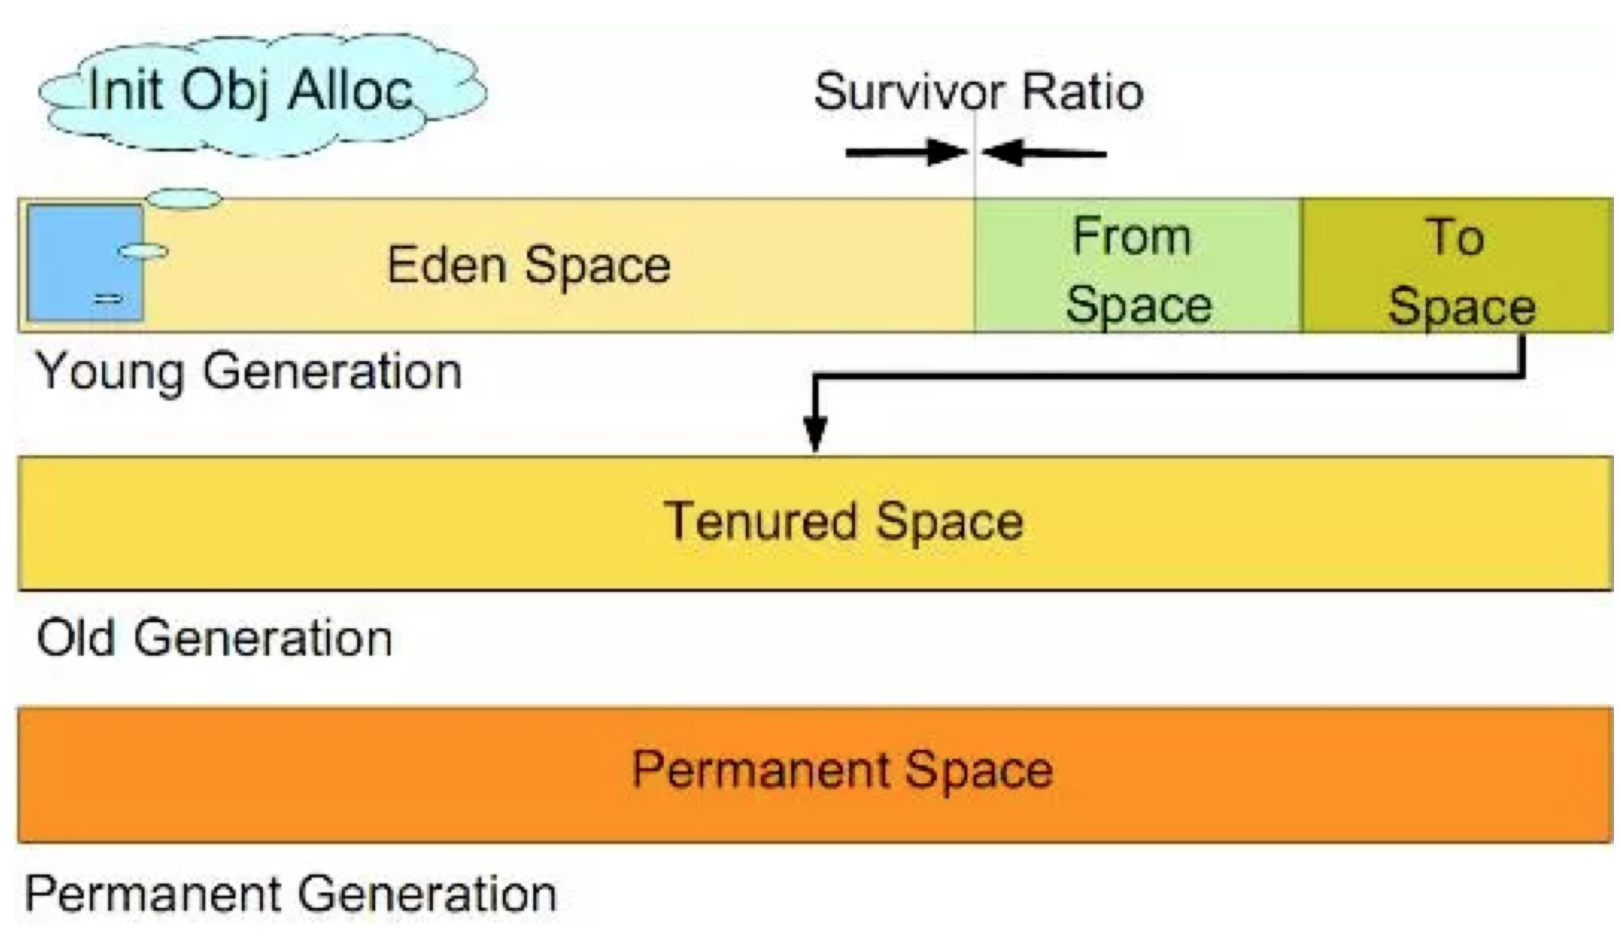 Init Obj Alloc
Survivor Ratio
Eden Space
From
Space
To
Space
Young Generation
Tenured Space
Old Generation
Permanent Space
Permanent Generation